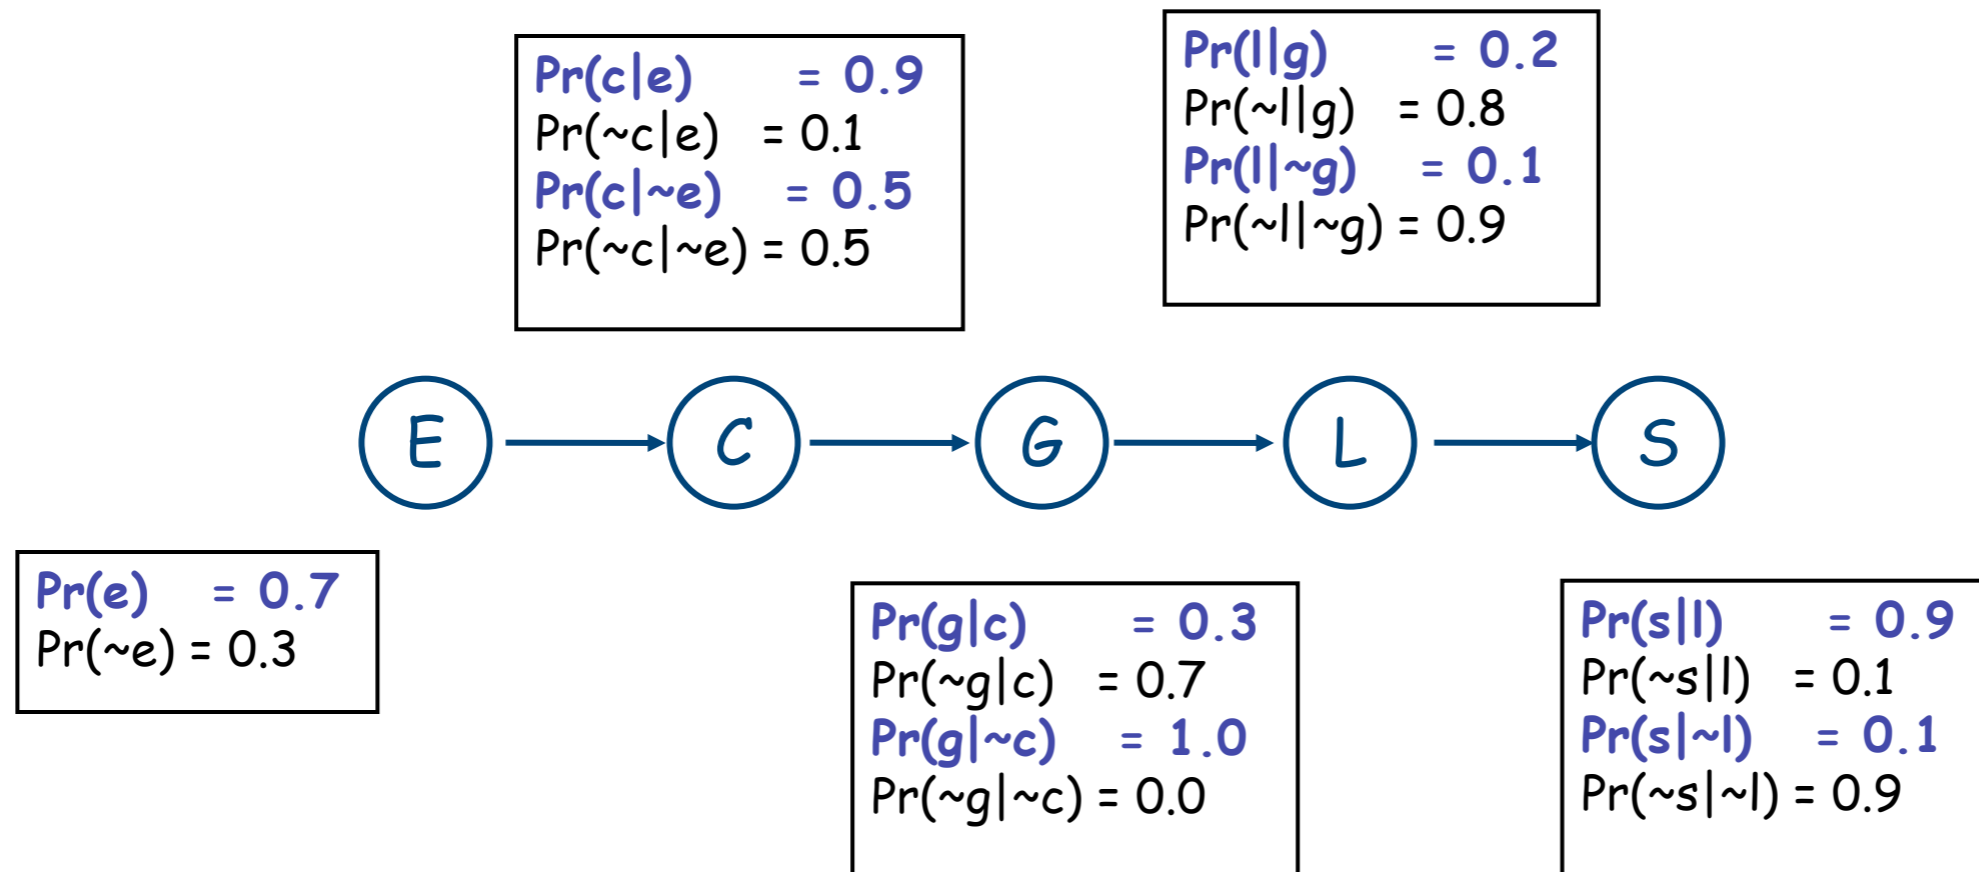 Pr(c|e) = 0.9
Pr(~c|e) = 0.1
Pr(c|~e) = 0.5
Pr(~c|~e) = 0.5
Pr(l|g) = 0.2
Pr(~l|g) = 0.8
Pr(l|~g) = 0.1
Pr(~l|~g) = 0.9
E
C
G
L
S
Pr(e) = 0.7
Pr(~e) = 0.3
Pr(g|c) = 0.3
Pr(~g|c) = 0.7
Pr(g|~c) = 1.0
Pr(~g|~c) = 0.0
Pr(s|l) = 0.9
Pr(~s|l) = 0.1
Pr(s|~l) = 0.1
Pr(~s|~l) = 0.9